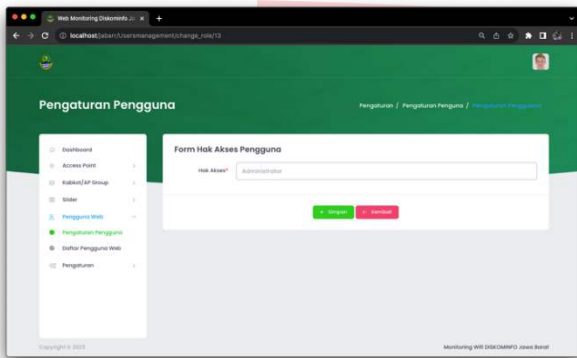 Web Monitoring Diskominfo Ja
localhost/jabarr/Usersmanagement/change_role/13
Pengaturan Pengguna
Pengaturan / Pengaturan Penguna / Pengaturan Pengguna
Dashboard
Access Point
Kabkot/AP Group
Slider
Pengguna Web
Pengaturan Pengguna
Daftar Pengguna Web
Pengaturan
Form Hak Akses Pengguna
Hak Akses*
Administrator
Simpan
Kembali
Copyright © 2023
Monitoring Wifi DISKOMINFO Jawa Barat